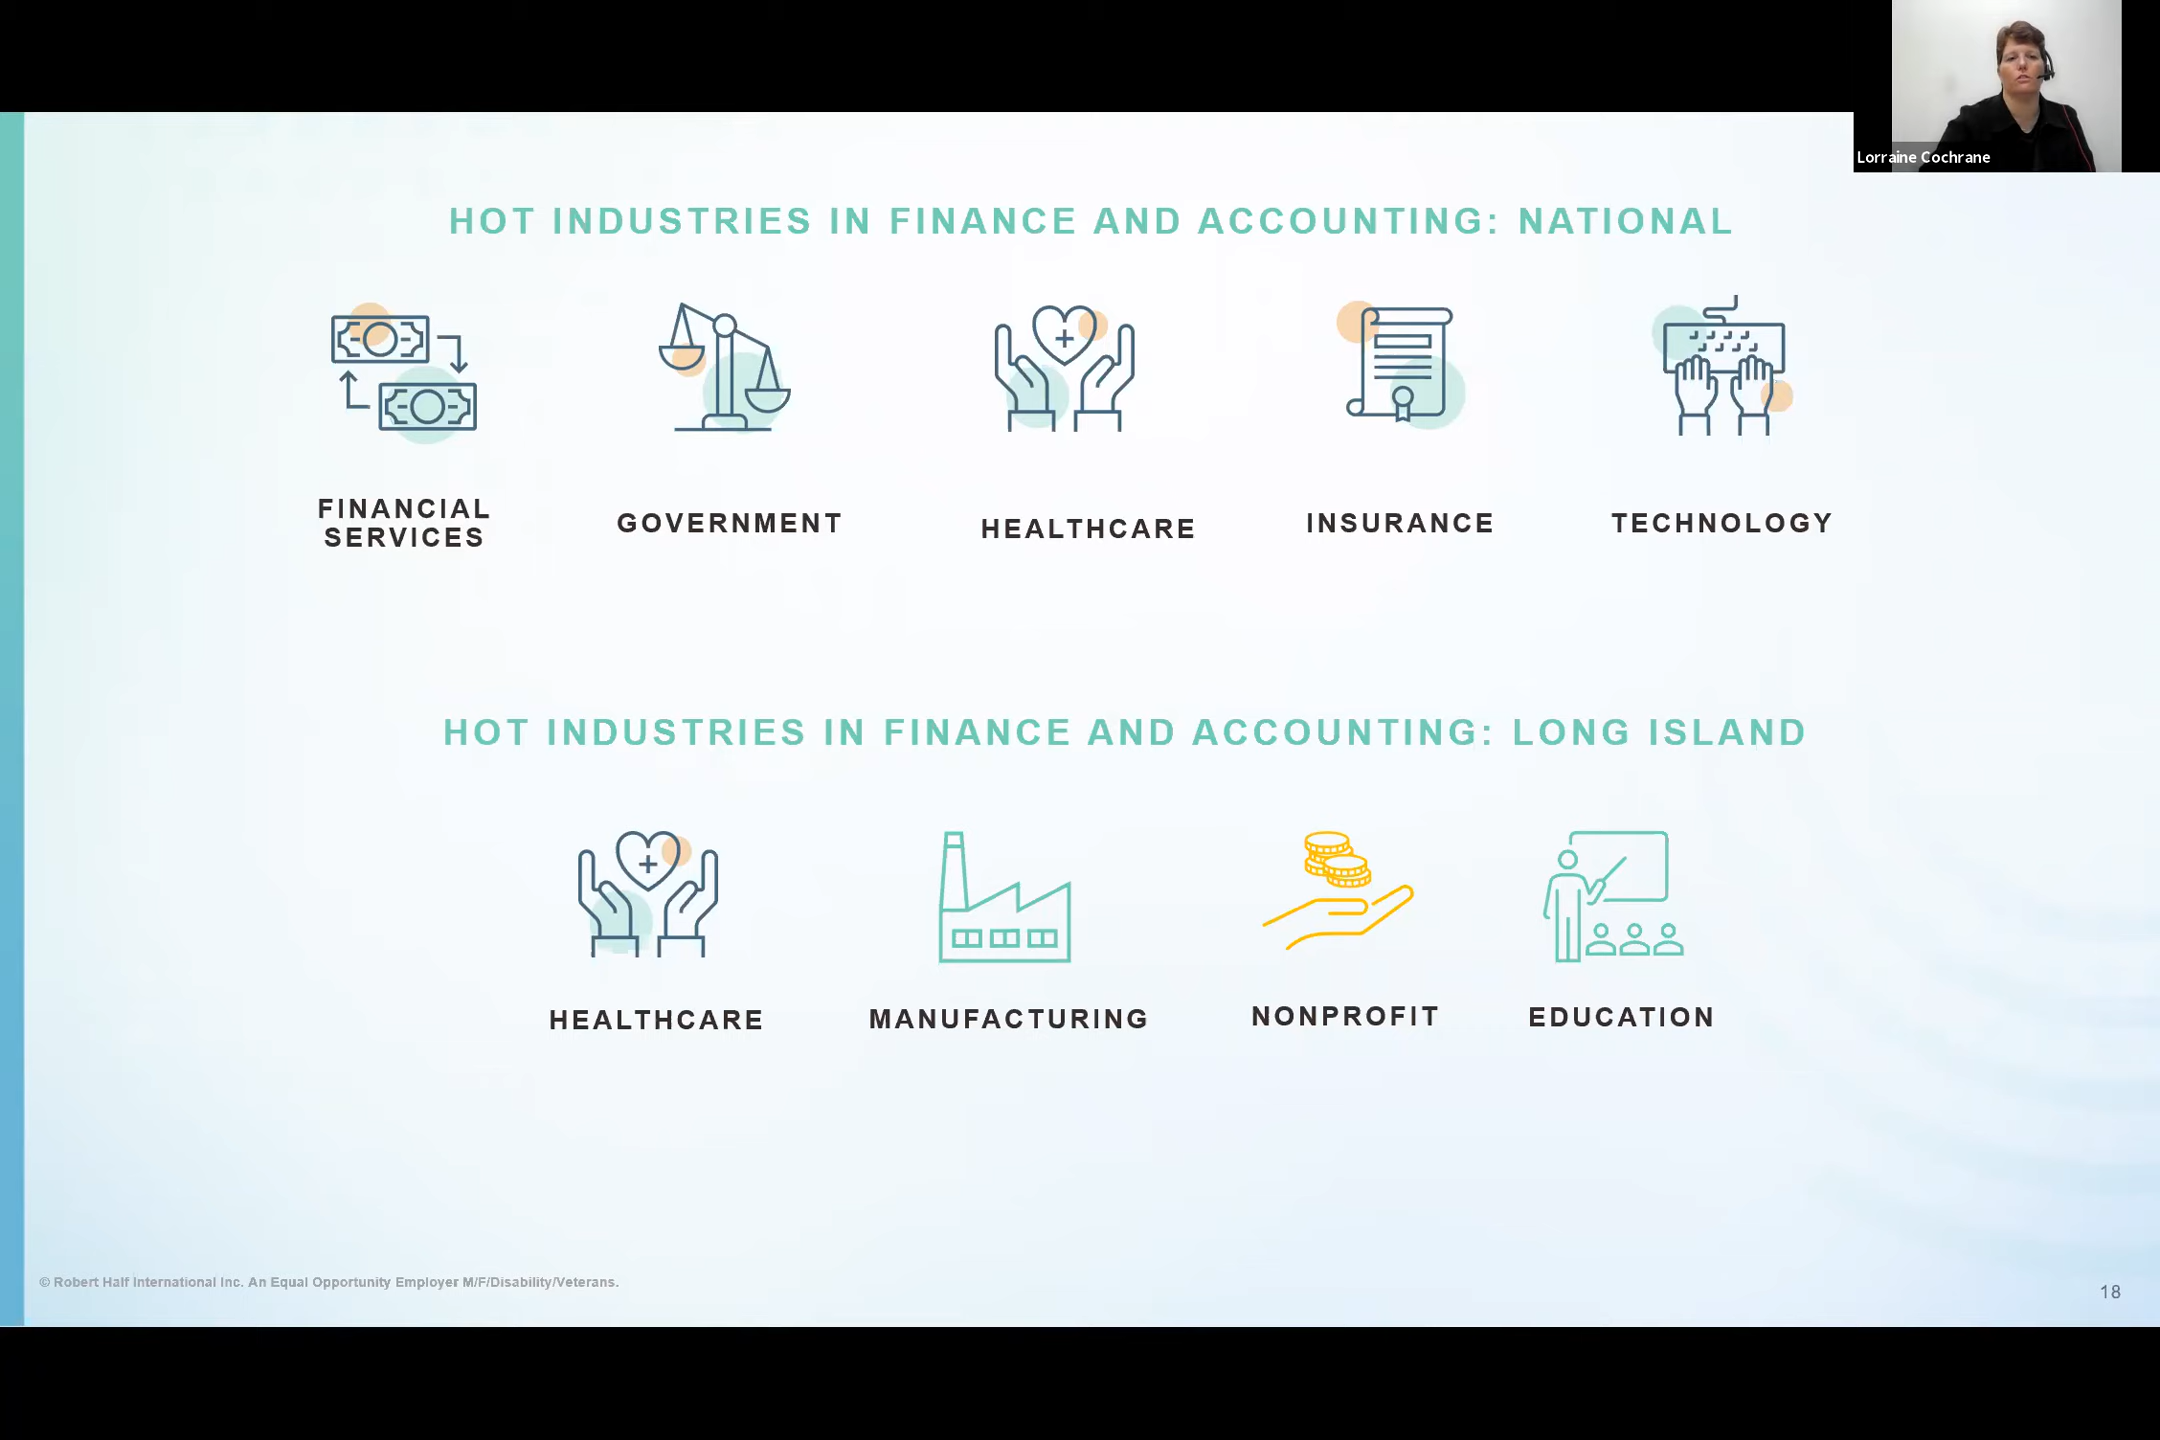 Lorraine Cochrane
HOT INDUSTRIES IN FINANCE AND ACCOUNTING: NATIONAL
FINANCIAL
SERVICES
GOVERNMENT
HEALTHCARE
INSURANCE
TECHNOLOGY
HOT INDUSTRIES IN FINANCE AND ACCOUNTING: LONG ISLAND
HEALTHCARE
MANUFACTURING
NONPROFIT
EDUCATION
© Robert Half International Inc. An Equal Opportunity Employer M/F/Disability/Veterans.
18